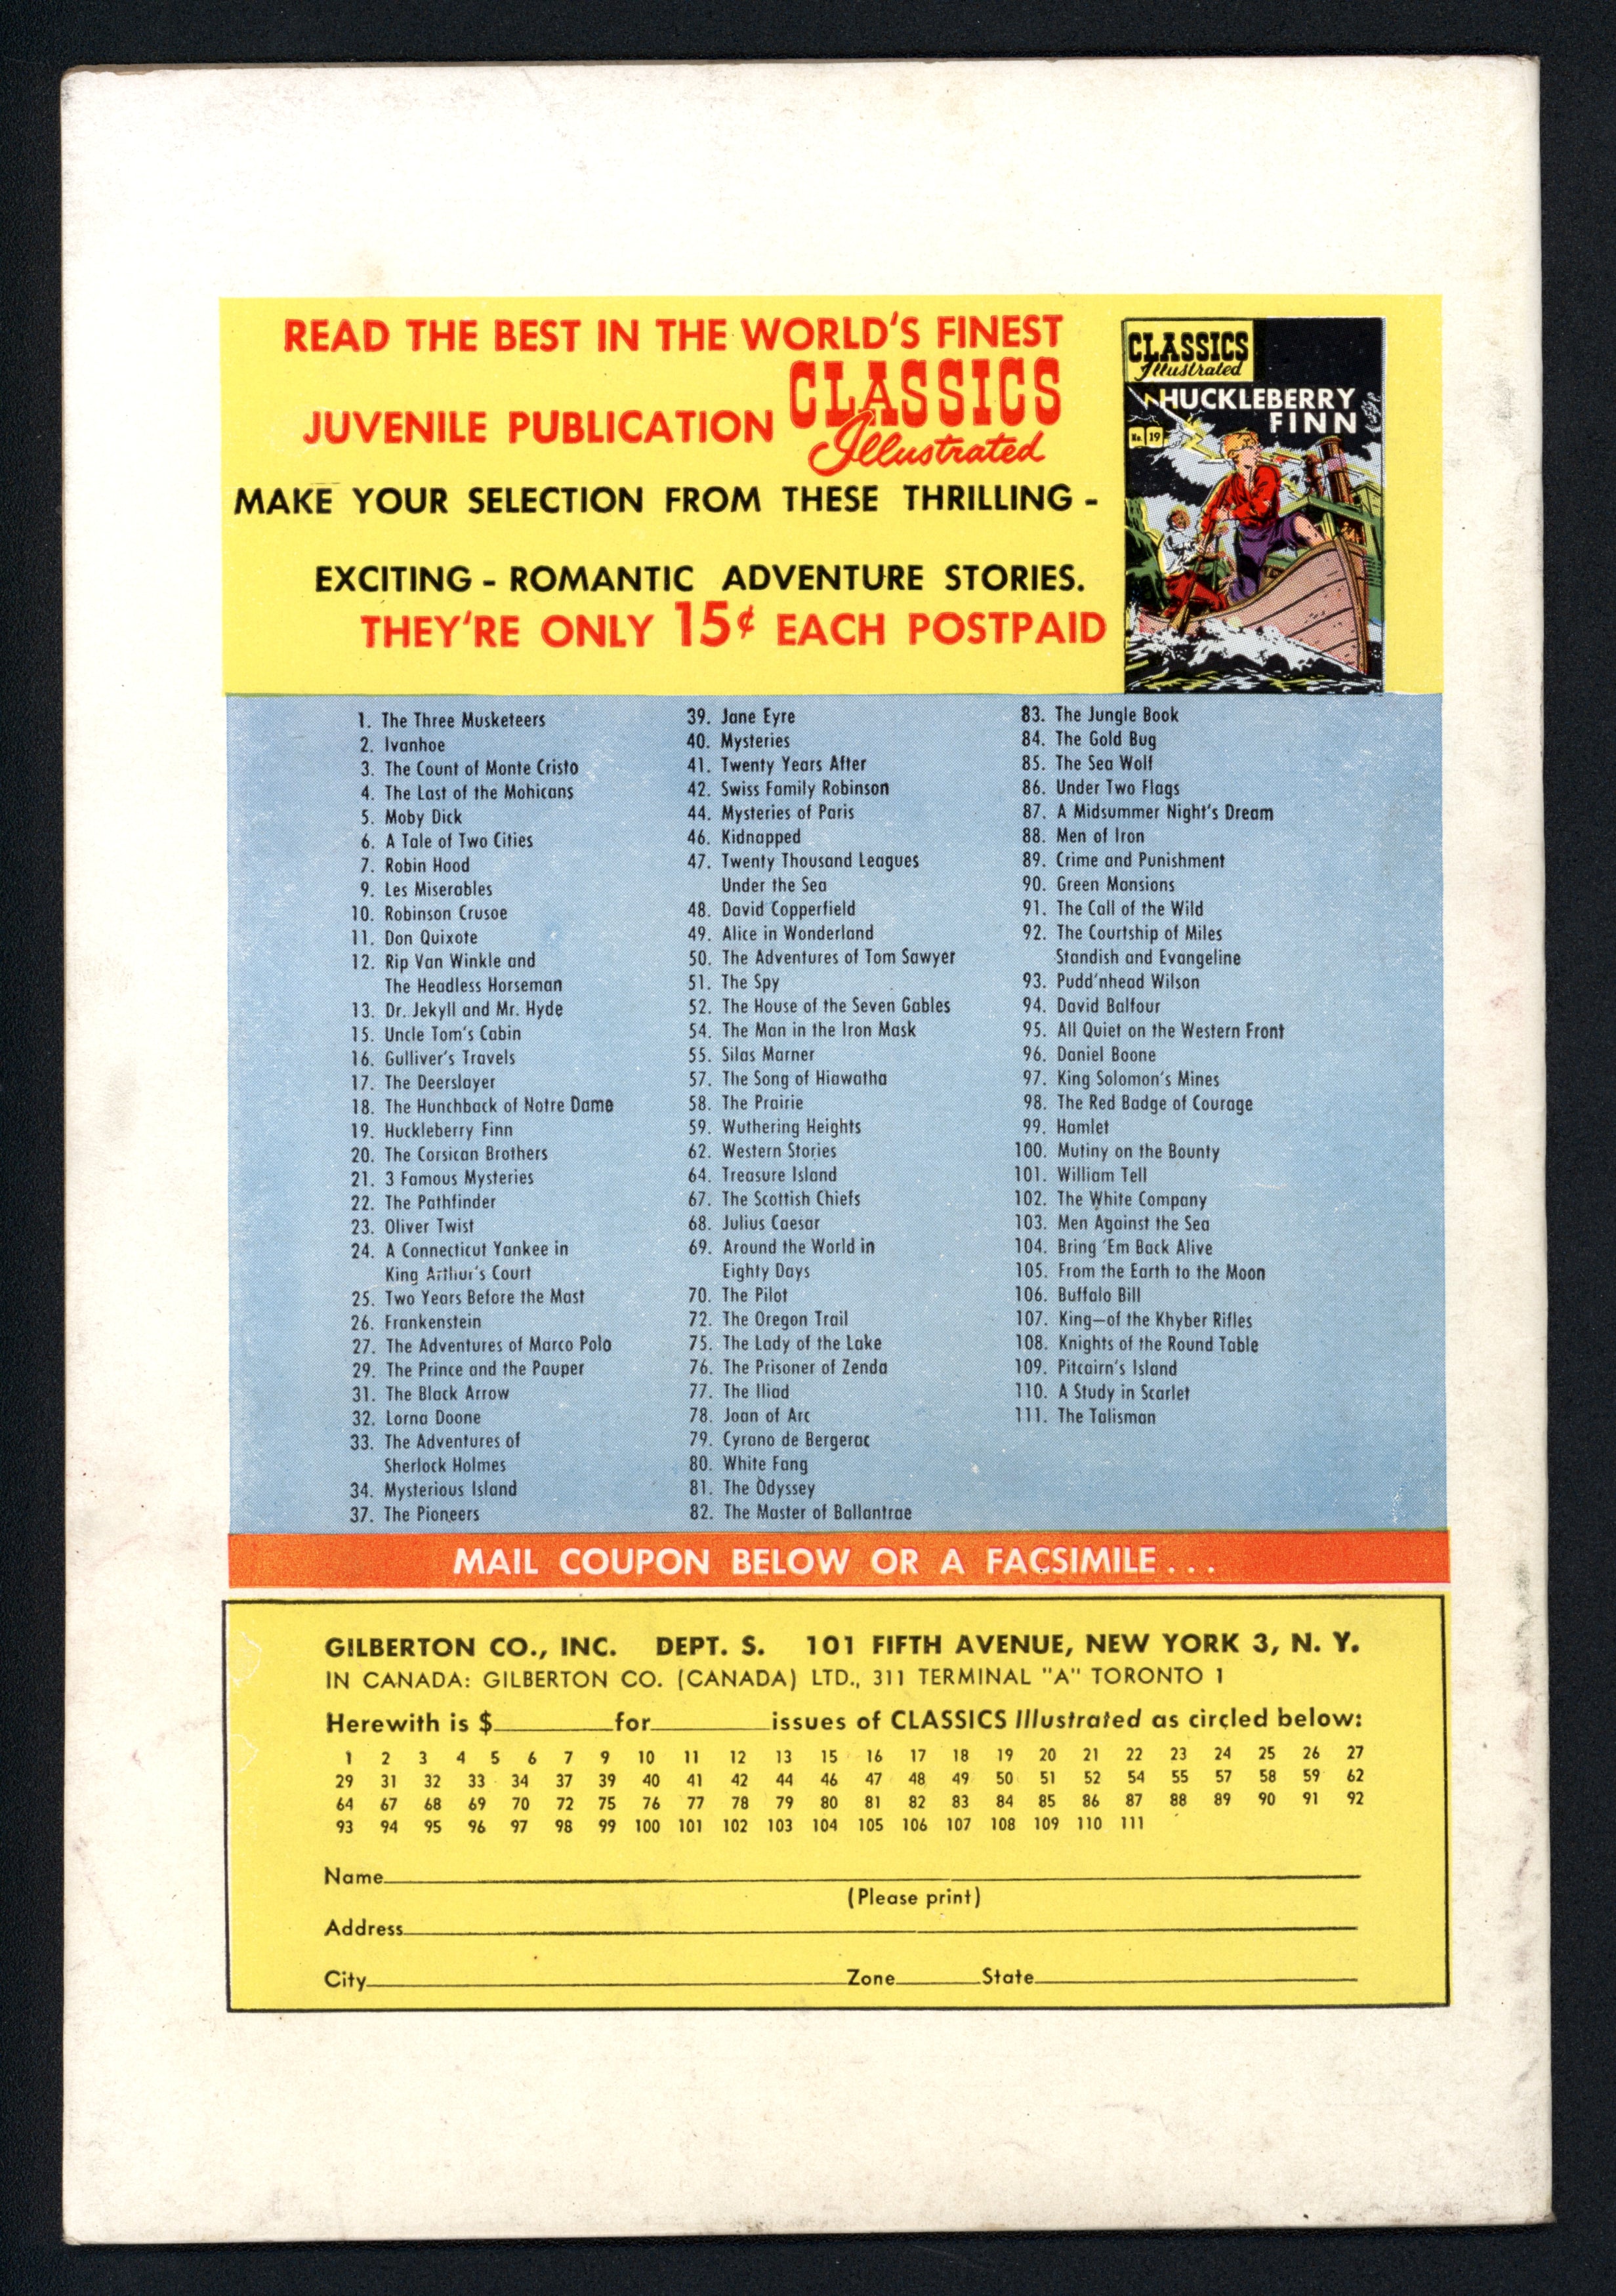 READ THE BEST IN THE WORLD'S FINEST
JUVENILE PUBLICATION CLASSICS
Illustrated
MAKE YOUR SELECTION FROM THESE THRILLING -
EXCITING - ROMANTIC ADVENTURE STORIES.
THEY'RE ONLY 15¢ EACH POSTPAID
CLASSICS
Illustrated
HUCKLEBERRY
FINN
No. 19
1. The Three Musketeers
2. Ivanhoe
3. The Count of Monte Cristo
4. The Last of the Mohicans
5. Moby Dick
6. A Tale of Two Cities
7. Robin Hood
9. Les Miserables
10. Robinson Crusoe
11. Don Quixote
12. Rip Van Winkle and
The Headless Horseman
13. Dr. Jekyll and Mr. Hyde
15. Uncle Tom's Cabin
16. Gulliver's Travels
17. The Deerslayer
18. The Hunchback of Notre Dame
19. Huckleberry Finn
20. The Corsican Brothers
21. 3 Famous Mysteries
22. The Pathfinder
23. Oliver Twist
24. A Connecticut Yankee in
King Arthur's Court
25. Two Years Before the Mast
26. Frankenstein
27. The Adventures of Marco Polo
29. The Prince and the Pauper
31. The Black Arrow
32. Lorna Doone
33. The Adventures of
Sherlock Holmes
34. Mysterious Island
37. The Pioneers
39. Jane Eyre
40. Mysteries
41. Twenty Years After
42. Swiss Family Robinson
44. Mysteries of Paris
46. Kidnapped
47. Twenty Thousand Leagues
Under the Sea
48. David Copperfield
49. Alice in Wonderland
50. The Adventures of Tom Sawyer
51. The Spy
52. The House of the Seven Gables
54. The Man in the Iron Mask
55. Silas Marner
57. The Song of Hiawatha
58. The Prairie
59. Wuthering Heights
62. Western Stories
64. Treasure Island
67. The Scottish Chiefs
68. Julius Caesar
69. Around the World in
Eighty Days
70. The Pilot
72. The Oregon Trail
75. The Lady of the Lake
76. The Prisoner of Zenda
77. The Iliad
78. Joan of Arc
79. Cyrano de Bergerac
80. White Fang
81. The Odyssey
82. The Master of Ballantrae
83. The Jungle Book
84. The Gold Bug
85. The Sea Wolf
86. Under Two Flags
87. A Midsummer Night's Dream
88. Men of Iron
89. Crime and Punishment
90. Green Mansions
91. The Call of the Wild
92. The Courtship of Miles
Standish and Evangeline
93. Pudd'nhead Wilson
94. David Balfour
95. All Quiet on the Western Front
96. Daniel Boone
97. King Solomon's Mines
98. The Red Badge of Courage
99. Hamlet
100. Mutiny on the Bounty
101. William Tell
102. The White Company
103. Men Against the Sea
104. Bring 'Em Back Alive
105. From the Earth to the Moon
106. Buffalo Bill
107. King—of the Khyber Rifles
108. Knights of the Round Table
109. Pitcairn's Island
110. A Study in Scarlet
111. The Talisman
MAIL COUPON BELOW OR A FACSIMILE...
GILBERTON CO., INC. DEPT. S. 101 FIFTH AVENUE, NEW YORK 3, N. Y.
IN CANADA: GILBERTON CO. (CANADA) LTD., 311 TERMINAL "A" TORONTO 1
Herewith is $ for issues of CLASSICS Illustrated as circled below:
1 2 3 4 5 6 7 9 10 11 12 13 15 16 17 18 19 20 21 22 23 24 25 26 27
29 31 32 33 34 37 39 40 41 42 44 46 47 48 49 50 51 52 54 55 57 58 59 62
64 67 68 69 70 72 75 76 77 78 79 80 81 82 83 84 85 86 87 88 89 90 91 92
93 94 95 96 97 98 99 100 101 102 103 104 105 106 107 108 109 110 111
Name
(Please print)
Address
City Zone State